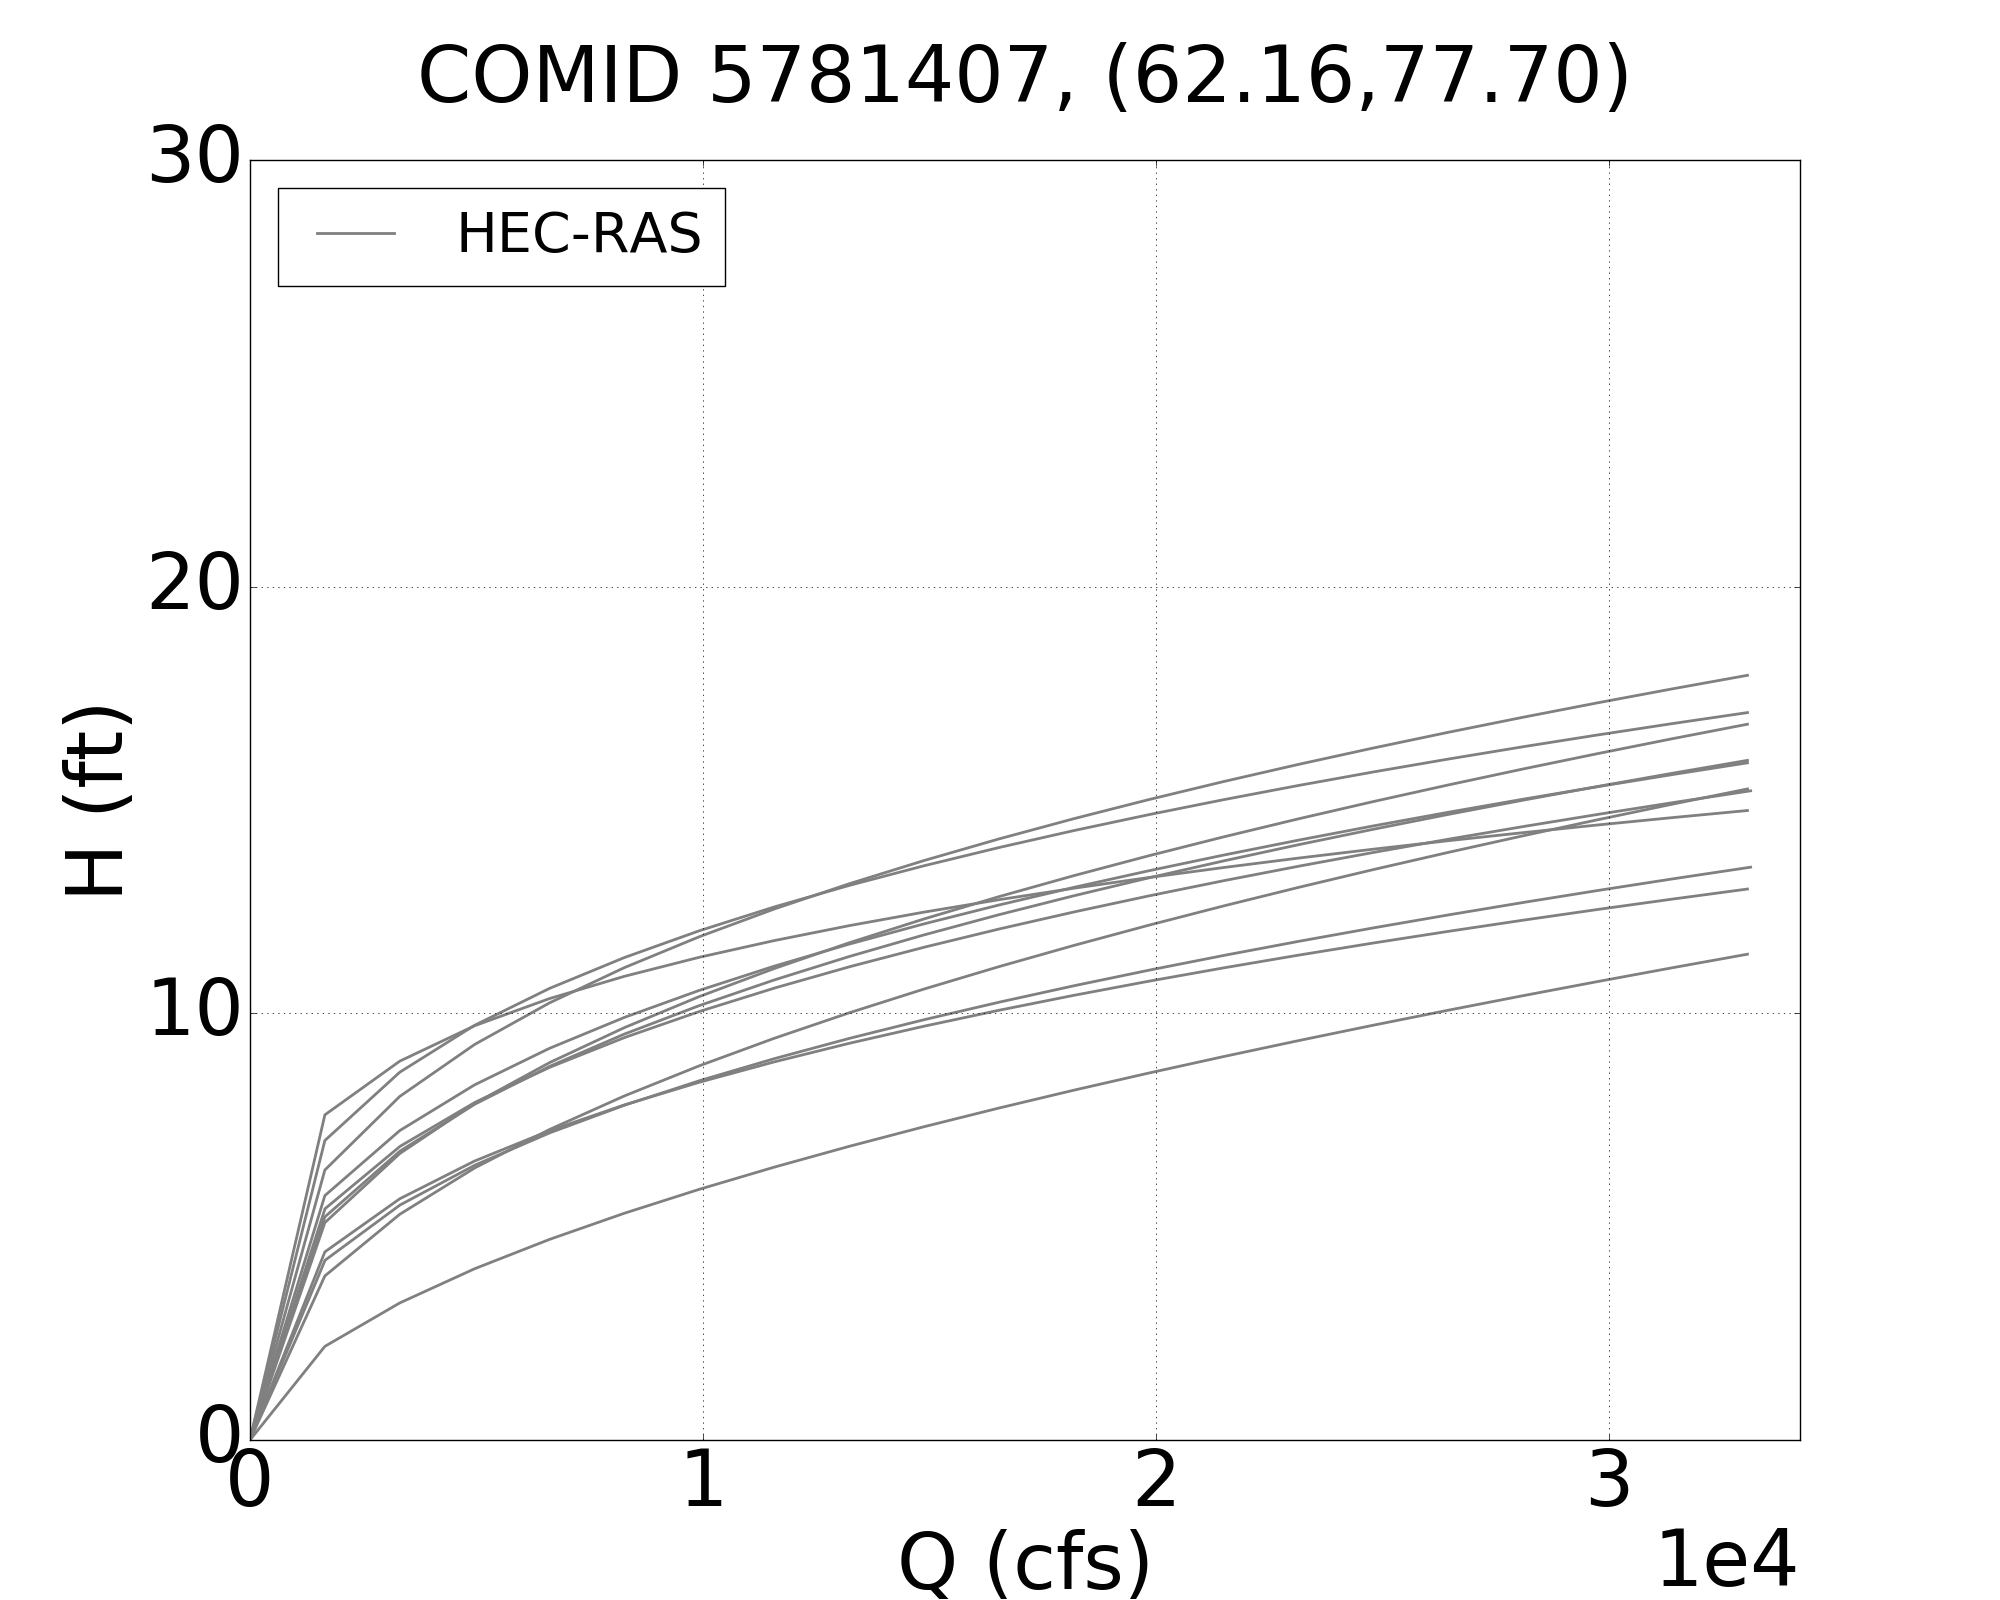 COMID 5781407, (62.16,77.70)
30
HEC-RAS
20
H (ft)
10
0
0 1 2 3
Q (cfs)
1e4